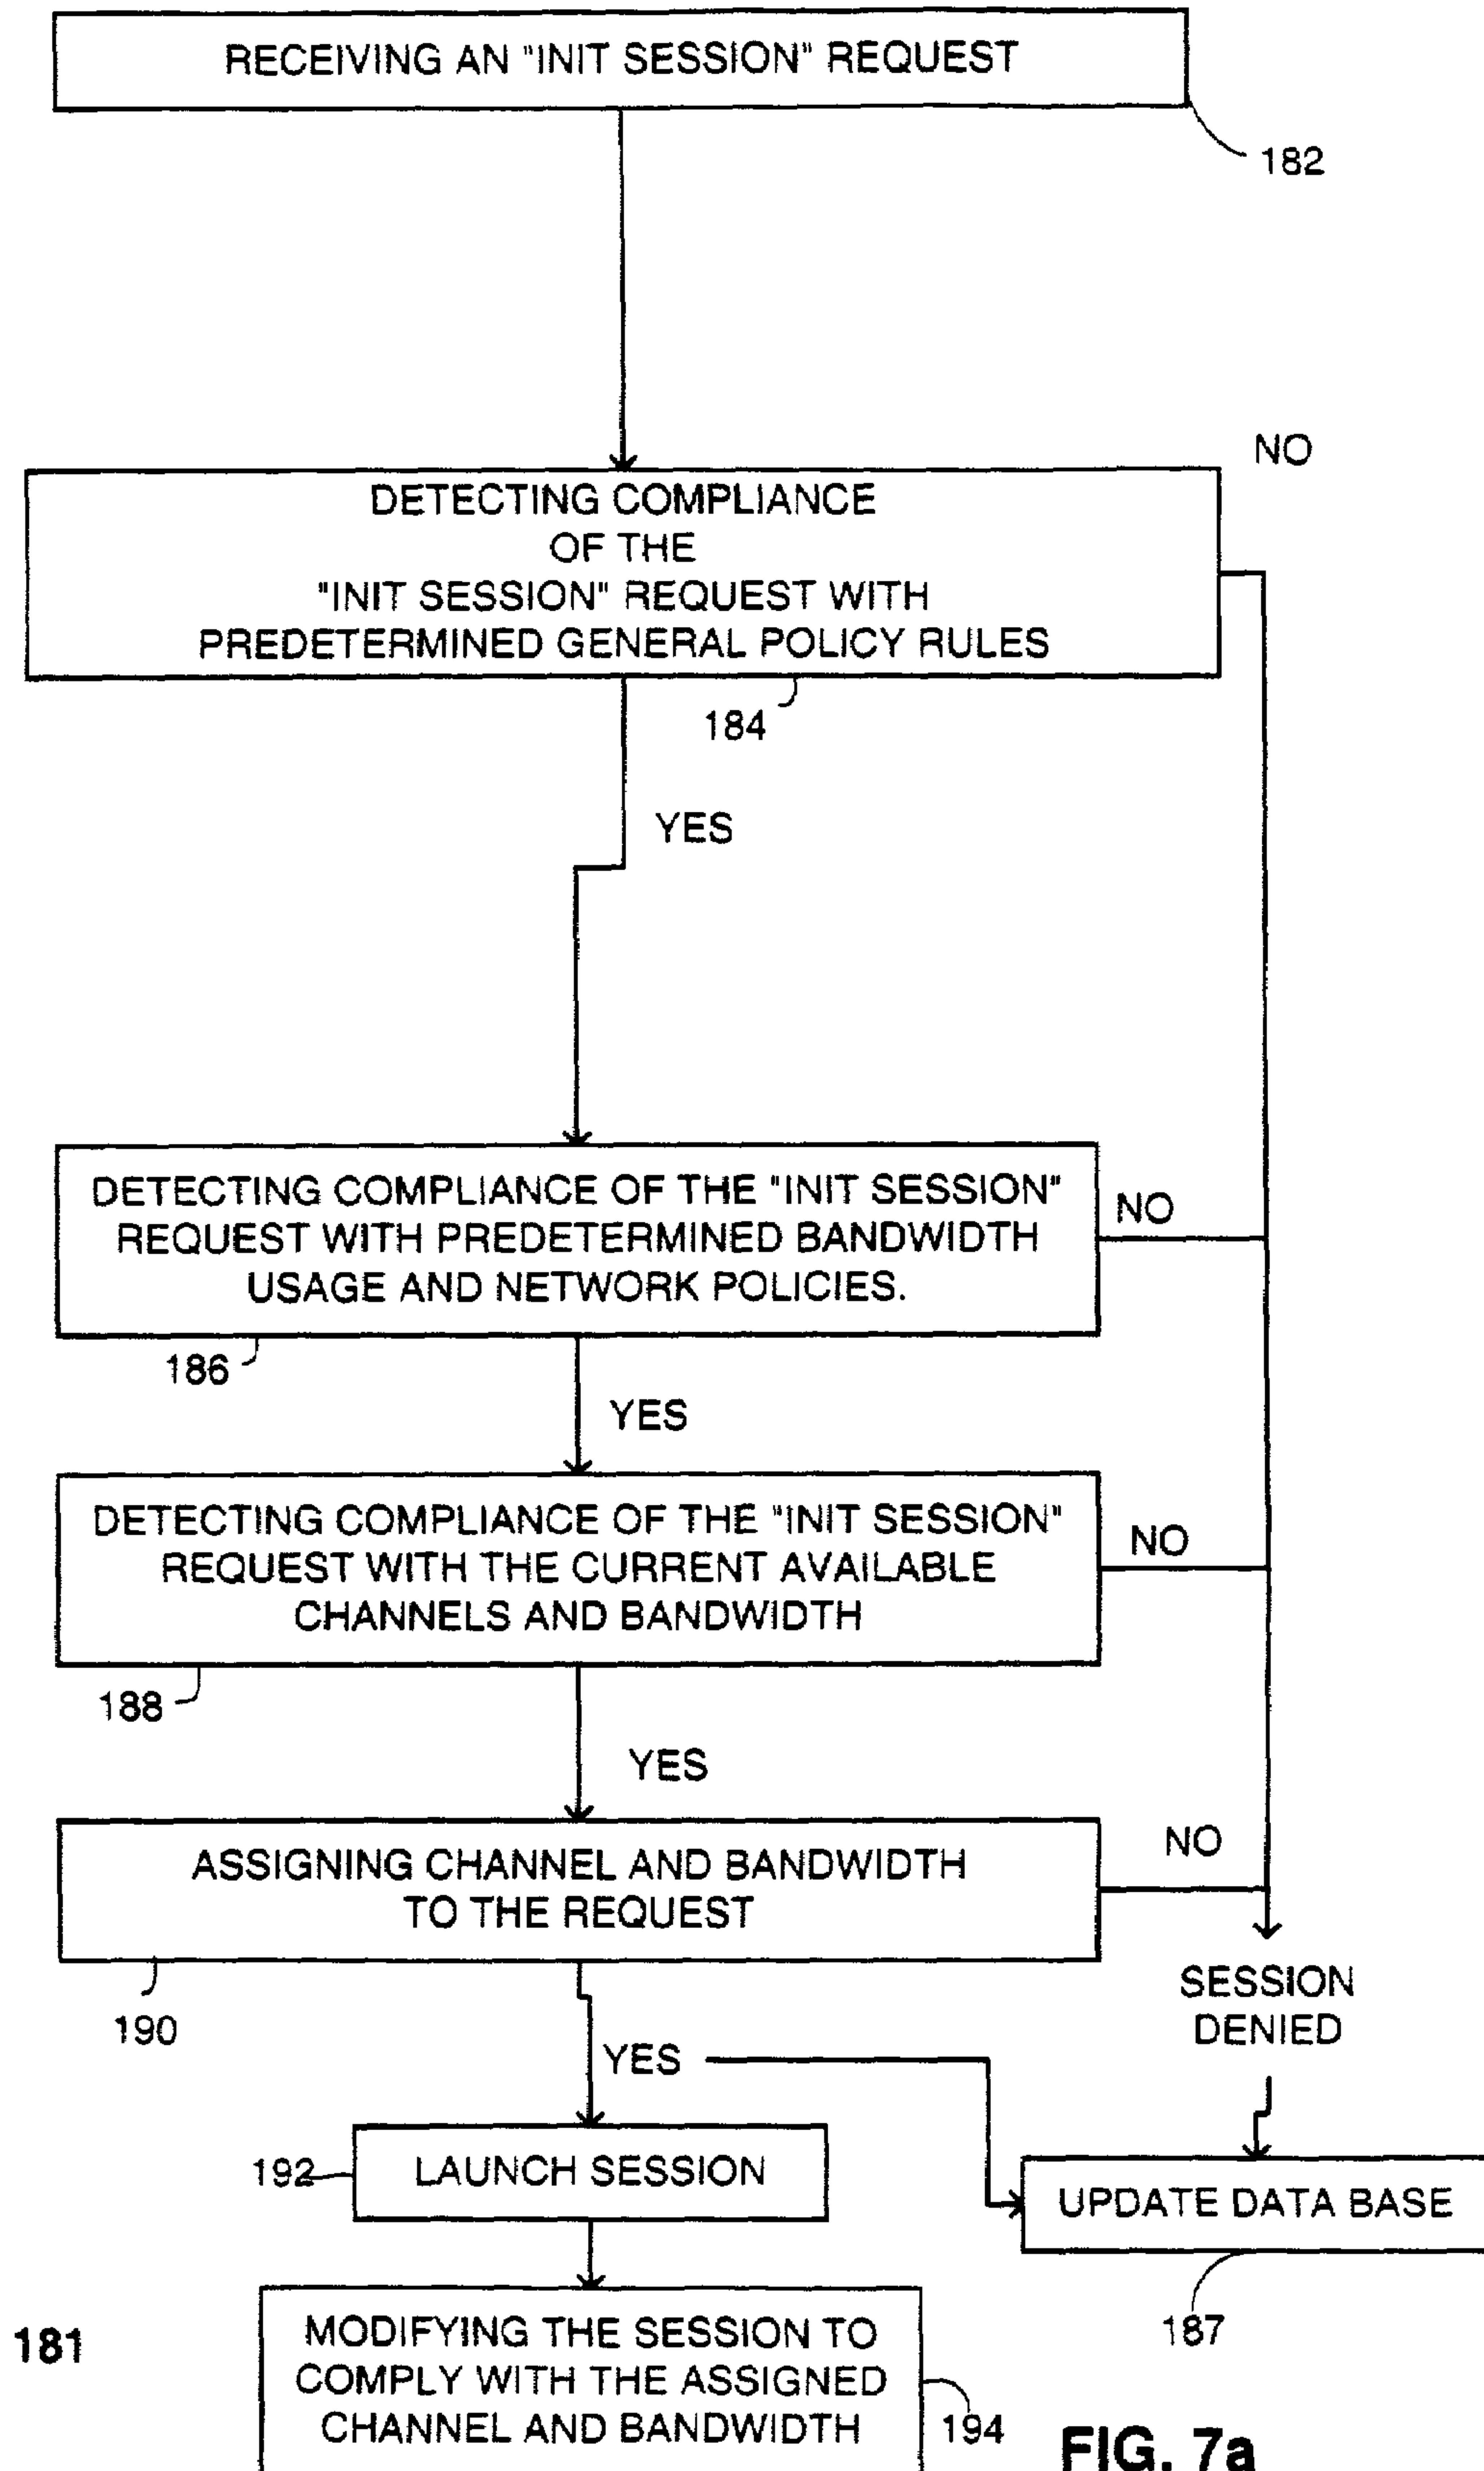 RECEIVING AN "INIT SESSION" REQUEST
182
NO
DETECTING COMPLIANCE
OF THE
"INIT SESSION" REQUEST WITH
PREDETERMINED GENERAL POLICY RULES
184
YES
DETECTING COMPLIANCE OF THE "INIT SESSION"
REQUEST WITH PREDETERMINED BANDWIDTH
USAGE AND NETWORK POLICIES.
NO
186
YES
DETECTING COMPLIANCE OF THE "INIT SESSION"
REQUEST WITH THE CURRENT AVAILABLE
CHANNELS AND BANDWIDTH
NO
188
YES
ASSIGNING CHANNEL AND BANDWIDTH
TO THE REQUEST
NO
190
SESSION
DENIED
YES
192
LAUNCH SESSION
UPDATE DATA BASE
187
181
MODIFYING THE SESSION TO
COMPLY WITH THE ASSIGNED
CHANNEL AND BANDWIDTH
194
FIG. 7a